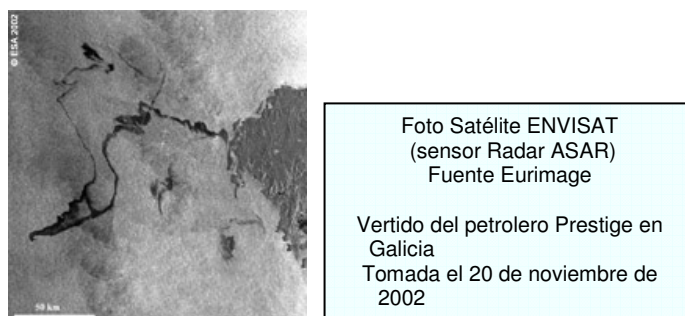 © ESA 2002
50 km
Foto Satélite ENVISAT
(sensor Radar ASAR)
Fuente Eurimage
Vertido del petrolero Prestige en
Galicia
Tomada el 20 de noviembre de
2002